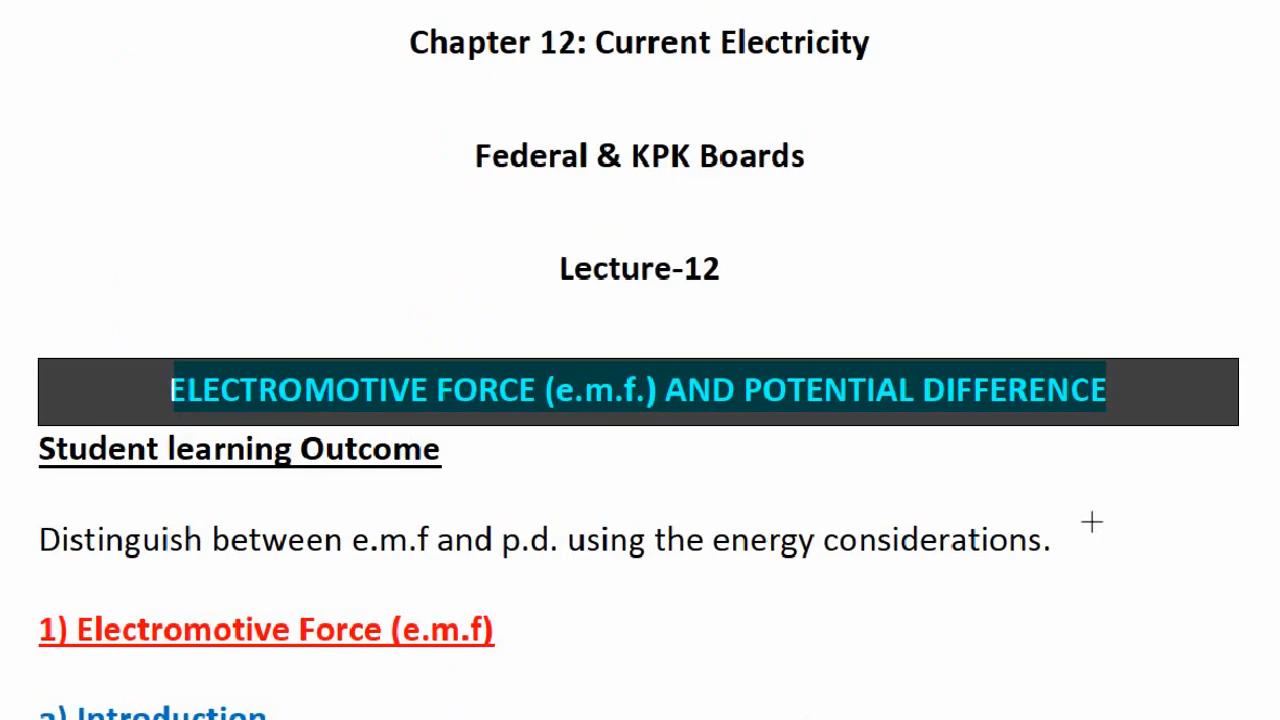 Chapter 12: Current Electricity
Federal & KPK Boards
Lecture-12
ELECTROMOTIVE FORCE (e.m.f.) AND POTENTIAL DIFFERENCE
Student learning Outcome
Distinguish between e.m.f and p.d. using the energy considerations.
1) Electromotive Force (e.m.f)
a) Introduction